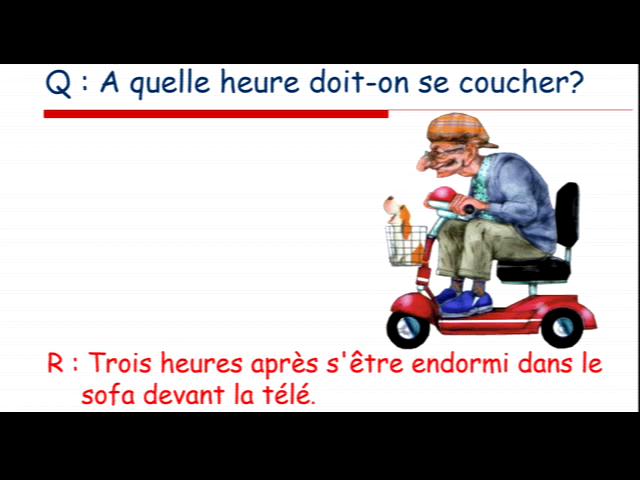 Q : A quelle heure doit-on se coucher?
R : Trois heures après s'être endormi dans le
sofa devant la télé.